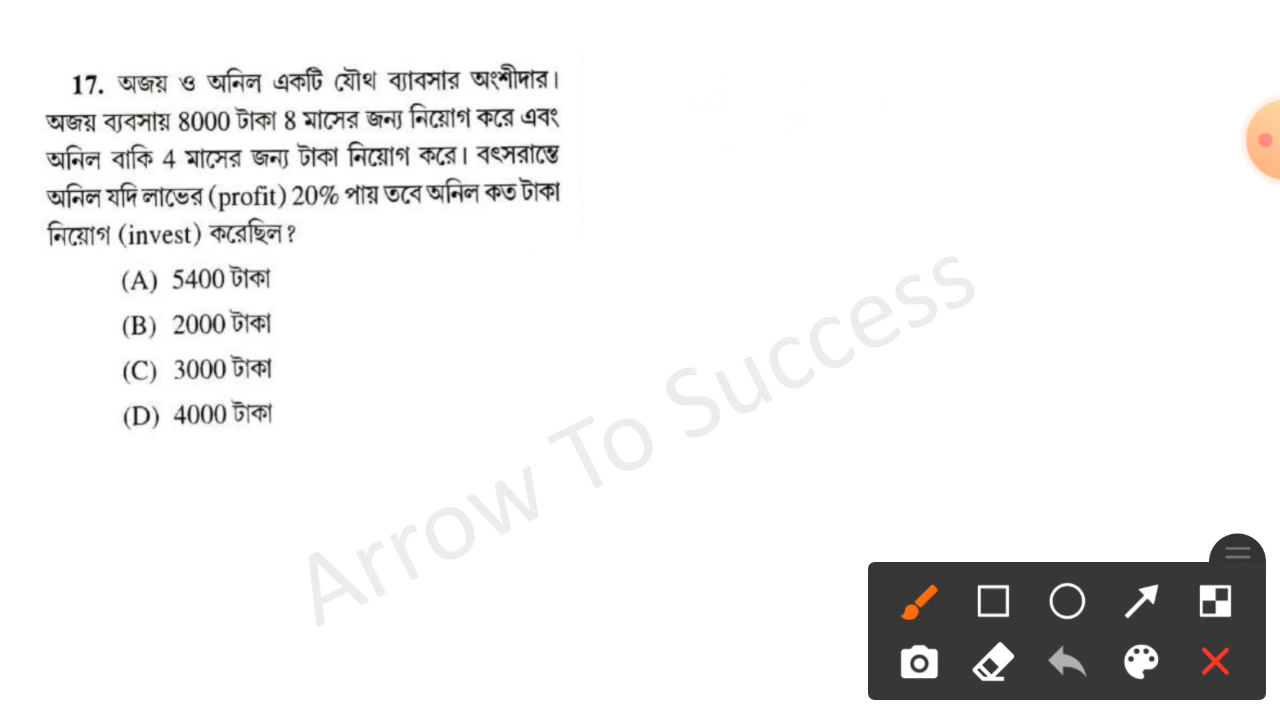 17. অজয় ও অনিল একটি যৌথ ব্যাবসার অংশীদার।
অজয় ব্যবসায় 8000 টাকা 8 মাসের জন্য নিয়োগ করে এবং
অনিল বাকি 4 মাসের জন্য টাকা নিয়োগ করে। বৎসরান্তে
অনিল যদি লাভের (profit) 20% পায় তবে অনিল কত টাকা
নিয়োগ (invest) করেছিল?
(A) 5400 টাকা
(B) 2000 টাকা
(C) 3000 টাকা
(D) 4000 টাকা
Arrow To Success